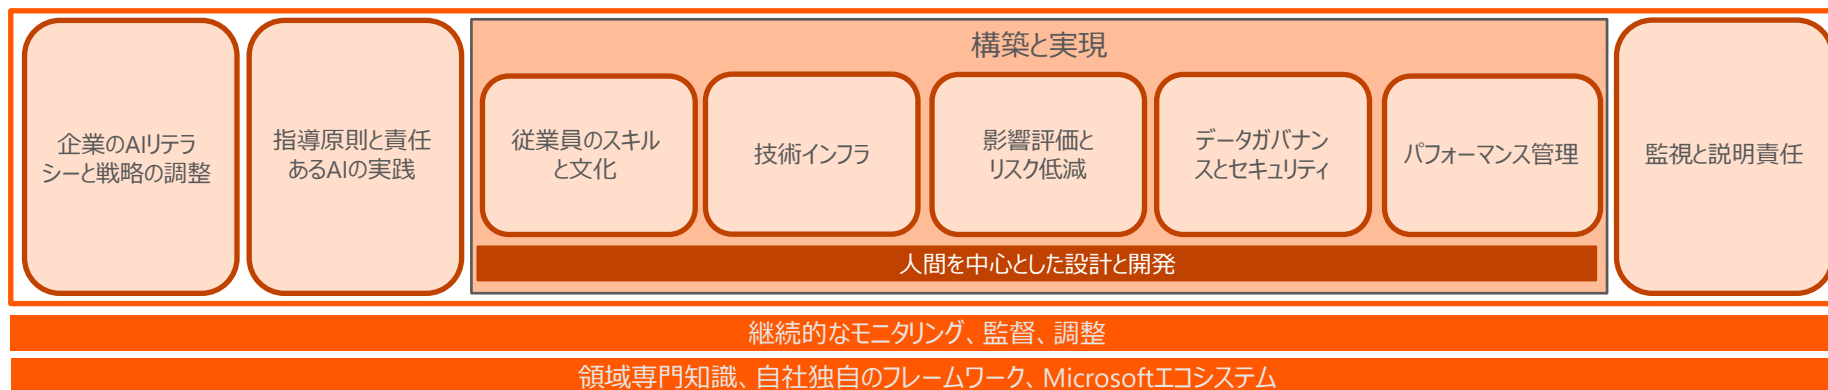 企業のAIリテラ
シーと戦略の調整
指導原則と責任
あるAIの実践
構築と実現
従業員のスキル
と文化
技術インフラ
影響評価と
リスク低減
データガバナン
スとセキュリティ
パフォーマンス管理
人間を中心とした設計と開発
監視と説明責任
継続的なモニタリング、監督、調整
領域専門知識、自社独自のフレームワーク、Microsoftエコシステム